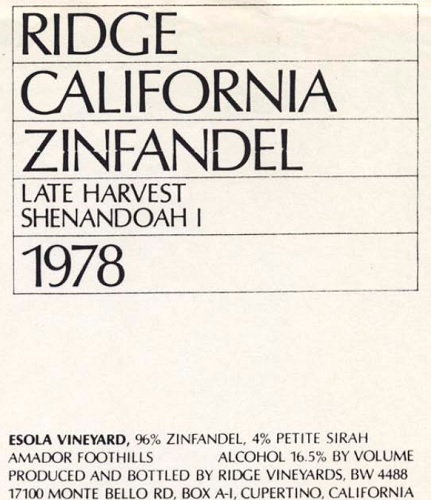 RIDGE
CALIFORNIA
ZINFANDEL
LATE HARVEST
SHENANDOAH I
1978
ESOLA VINEYARD, 96% ZINFANDEL, 4% PETITE SIRAH
AMADOR FOOTHILLS ALCOHOL 16.5% BY VOLUME
PRODUCED AND BOTTLED BY RIDGE VINEYARDS, BW 4488
17100 MONTE BELLO RD, BOX A-I, CUPERTINO, CALIFORNIA